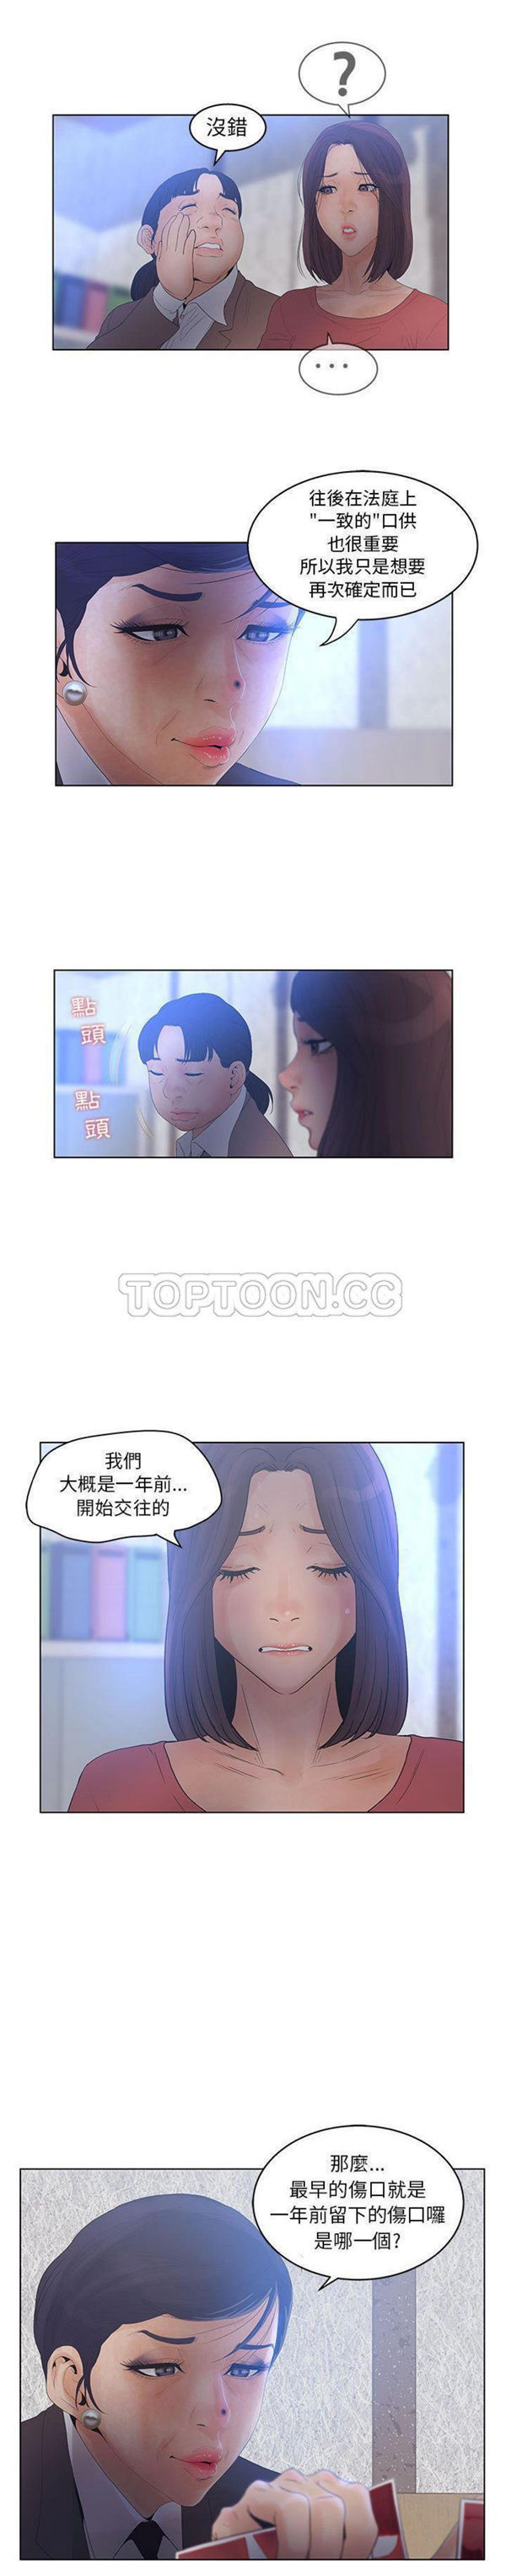 ?
沒錯
...
往後在法庭上
"一致的"口供
也很重要
所以我只是想要
再次確定而已
點
頭
點
頭
TOPTOON.CC
我們
大概是一年前...
開始交往的
那麼...
最早的傷口就是
一年前留下的傷口囉
是哪一個?